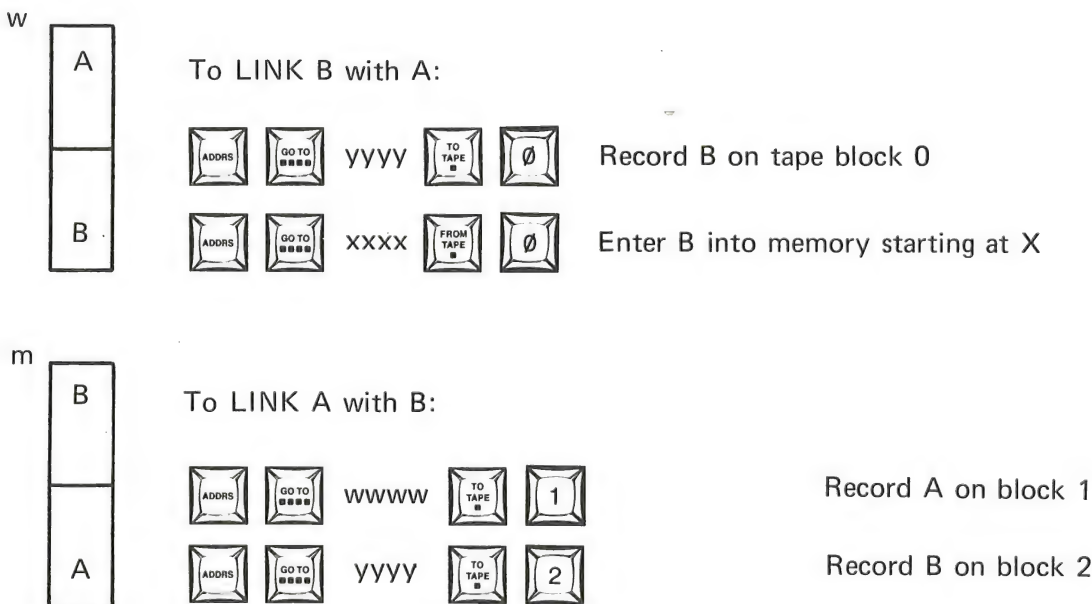 w
A
To LINK B with A:
ADDRS GO TO yyyy TO TAPE Ø Record B on tape block 0
B
ADDRS GO TO xxxx FROM TAPE Ø Enter B into memory starting at X
m
B
To LINK A with B:
ADDRS GO TO wwww TO TAPE 1 Record A on block 1
A
ADDRS GO TO yyyy TO TAPE 2 Record B on block 2